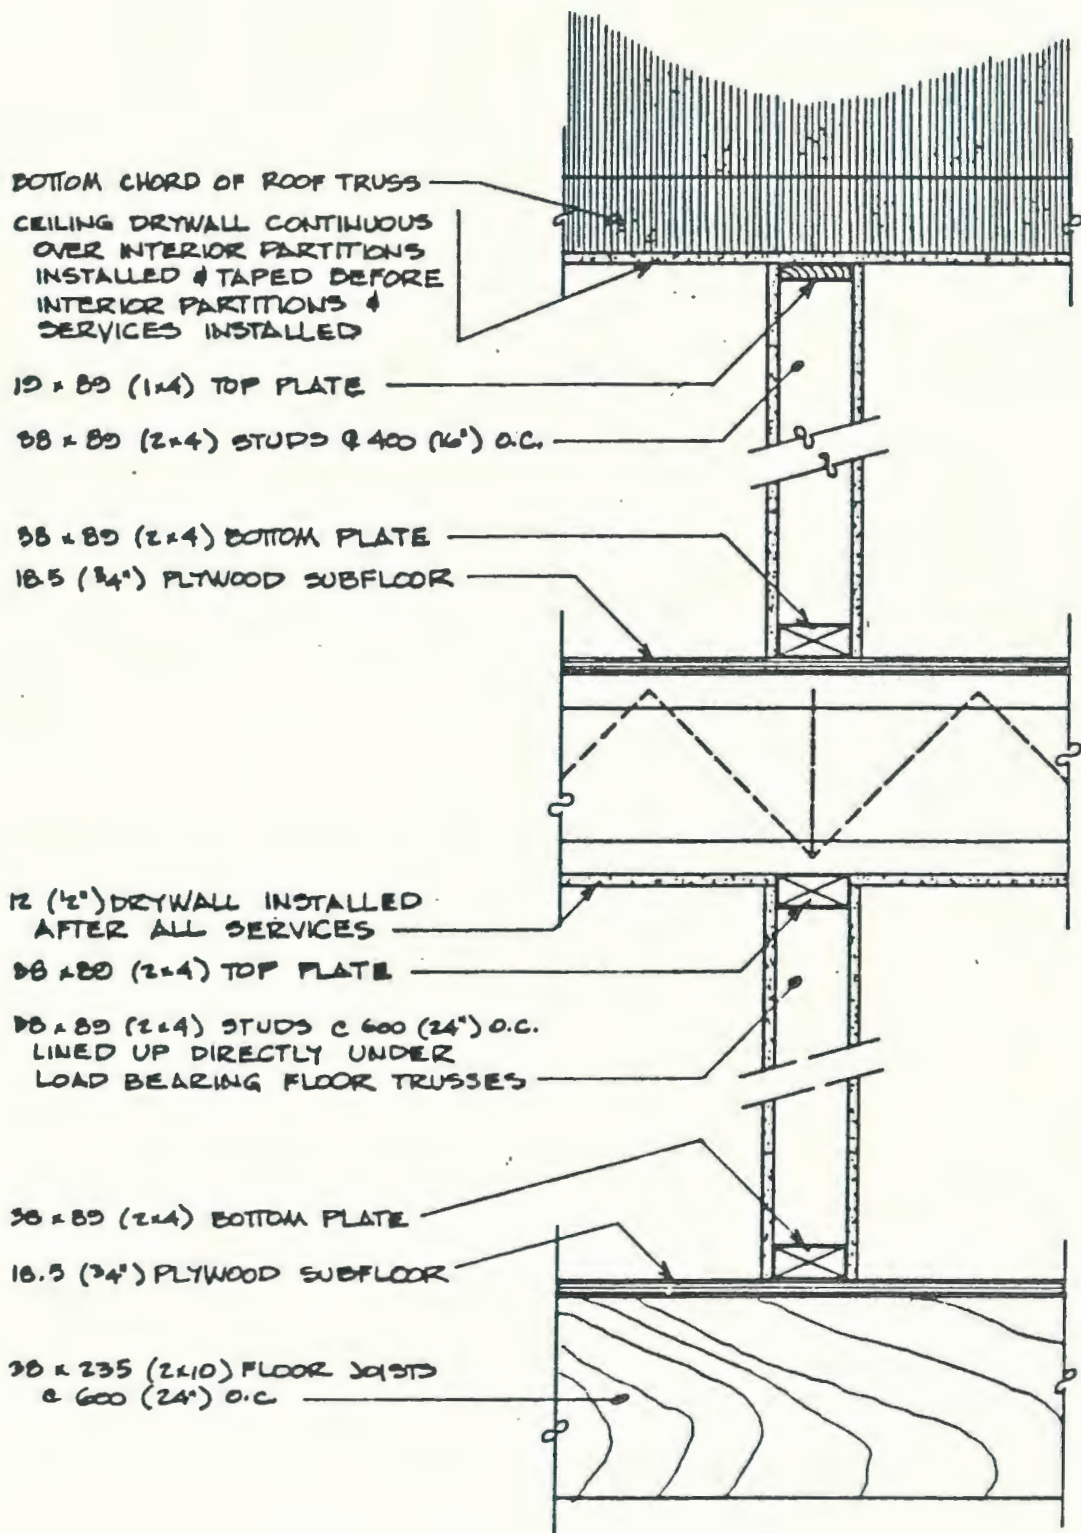 BOTTOM CHORD OF ROOF TRUSS
CEILING DRYWALL CONTINUOUS
OVER INTERIOR PARTITIONS
INSTALLED & TAPED BEFORE
INTERIOR PARTITIONS &
SERVICES INSTALLED
19 x 89 (1x4) TOP PLATE
38 x 89 (2x4) STUDS @ 400 (16") O.C.
38 x 89 (2x4) BOTTOM PLATE
18.5 (3/4") PLYWOOD SUBFLOOR
12 (1/2") DRYWALL INSTALLED
AFTER ALL SERVICES
38 x 89 (2x4) TOP PLATE
38 x 89 (2x4) STUDS @ 600 (24") O.C.
LINED UP DIRECTLY UNDER
LOAD BEARING FLOOR TRUSSES
38 x 89 (2x4) BOTTOM PLATE
18.5 (3/4") PLYWOOD SUBFLOOR
38 x 235 (2x10) FLOOR JOISTS
@ 600 (24") O.C.